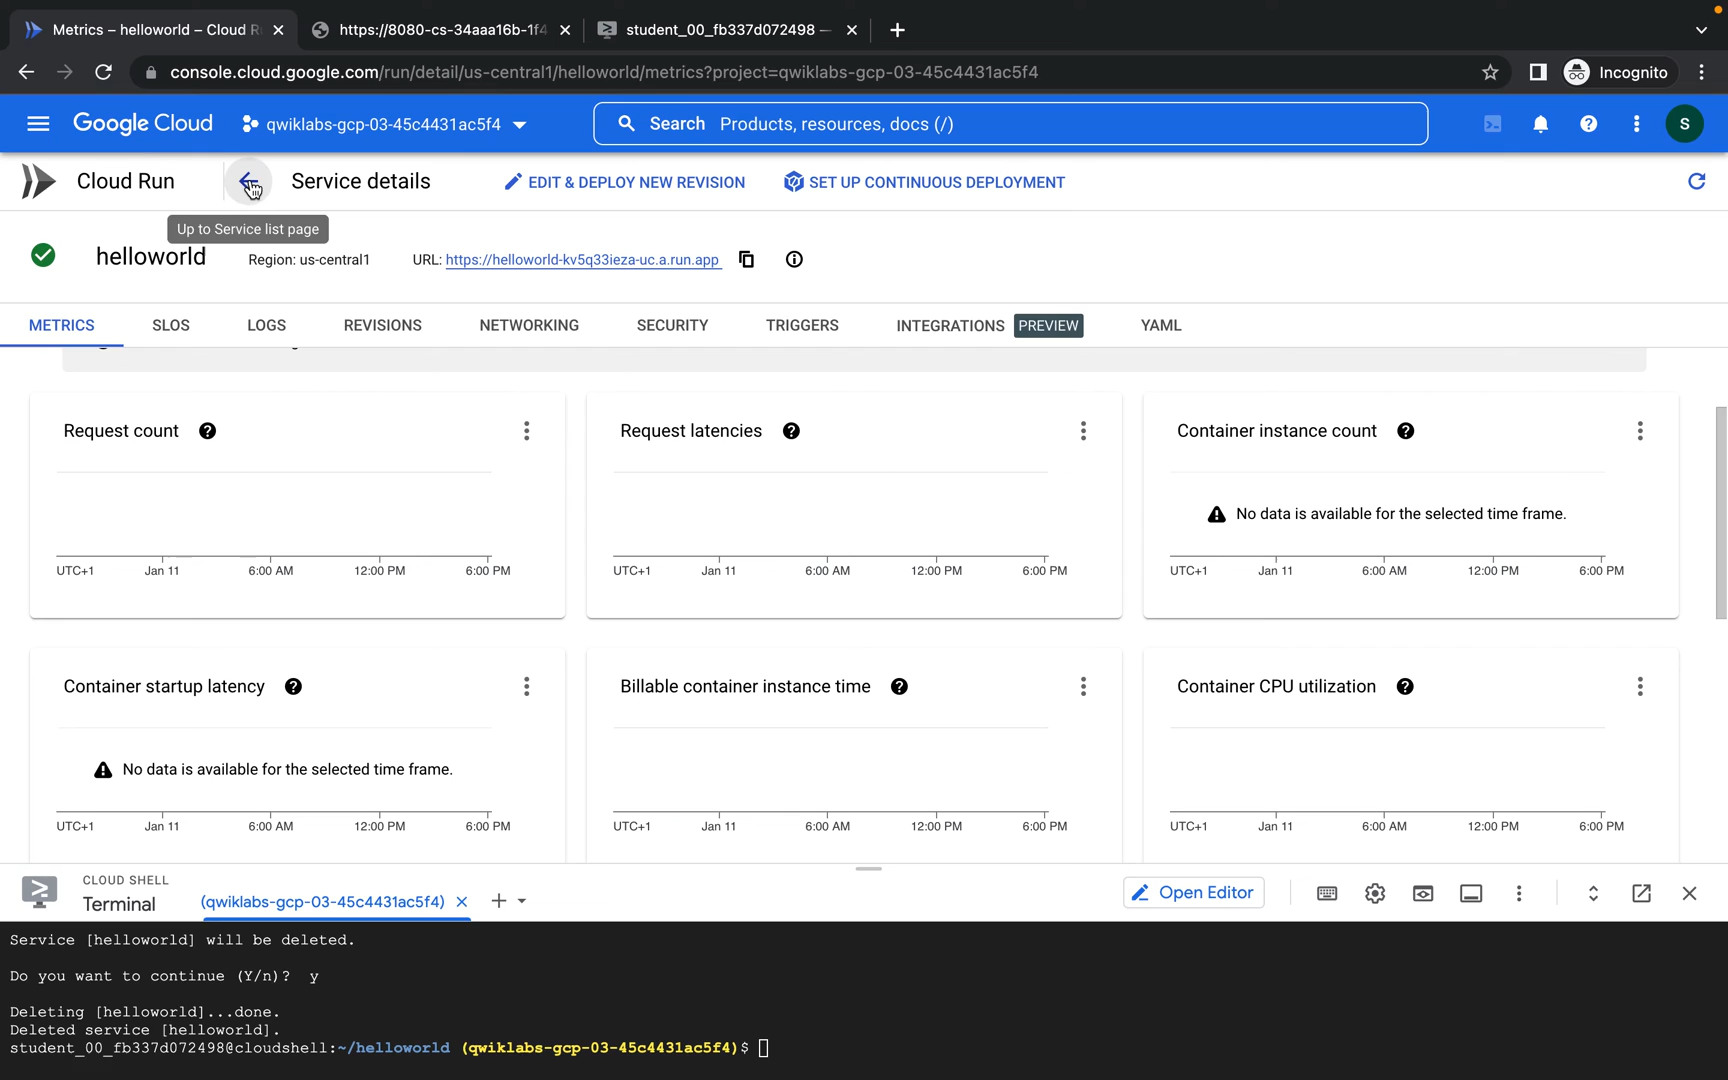 Metrics – helloworld – Cloud R
https://8080-cs-34aaa16b-1f4
student_00_fb337d072498 –
console.cloud.google.com/run/detail/us-central1/helloworld/metrics?project=qwiklabs-gcp-03-45c4431ac5f4
Incognito
Google Cloud
qwiklabs-gcp-03-45c4431ac5f4
Search Products, resources, docs (/)
S
Cloud Run
Service details
EDIT & DEPLOY NEW REVISION
SET UP CONTINUOUS DEPLOYMENT
Up to Service list page
helloworld
Region: us-central1
URL: https://helloworld-kv5q33ieza-uc.a.run.app
METRICS
SLOS
LOGS
REVISIONS
NETWORKING
SECURITY
TRIGGERS
INTEGRATIONS PREVIEW
YAML
Request count
UTC+1 Jan 11 6:00 AM 12:00 PM 6:00 PM
Request latencies
UTC+1 Jan 11 6:00 AM 12:00 PM 6:00 PM
Container instance count
No data is available for the selected time frame.
UTC+1 Jan 11 6:00 AM 12:00 PM 6:00 PM
Container startup latency
No data is available for the selected time frame.
UTC+1 Jan 11 6:00 AM 12:00 PM 6:00 PM
Billable container instance time
UTC+1 Jan 11 6:00 AM 12:00 PM 6:00 PM
Container CPU utilization
UTC+1 Jan 11 6:00 AM 12:00 PM 6:00 PM
CLOUD SHELL
Terminal
(qwiklabs-gcp-03-45c4431ac5f4)
Open Editor
Service [helloworld] will be deleted.
Do you want to continue (Y/n)? y
Deleting [helloworld]...done.
Deleted service [helloworld].
student_00_fb337d072498@cloudshell:~/helloworld (qwiklabs-gcp-03-45c4431ac5f4)$